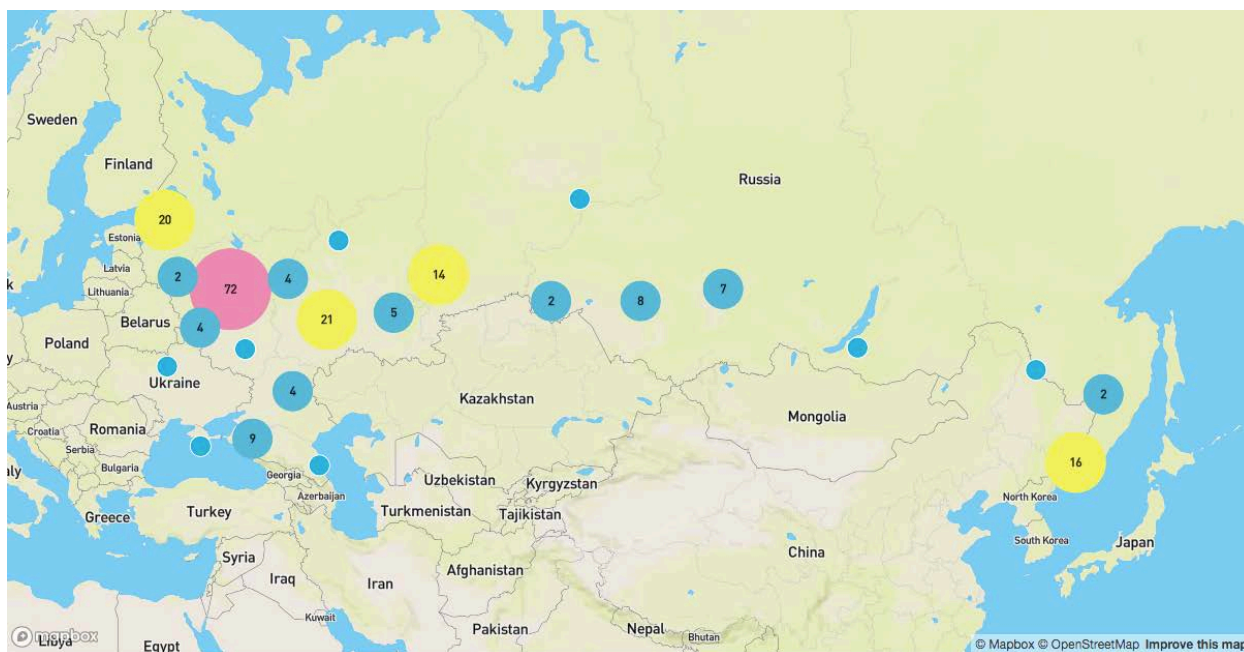 Sweden
Finland
Russia
20
Estonia
2
72
4
14
Latvia
k
Lithuania
2
8
7
5
Belarus
4
21
Poland
y
Ukraine
4
2
Kazakhstan
Austria
Mongolia
Croatia
Romania
9
Serbia
16
Bulgaria
aly
Georgia
Uzbekistan
Kyrgyzstan
Azerbaijan
North Korea
Greece
Turkey
Turkmenistan
Tajikistan
South Korea
Japan
Syria
China
Iraq
Iran
Afghanistan
Kuwait
Pakistan
Nepal
Bhutan
mapbox
Libya
Egypt
© Mapbox © OpenStreetMap Improve this map